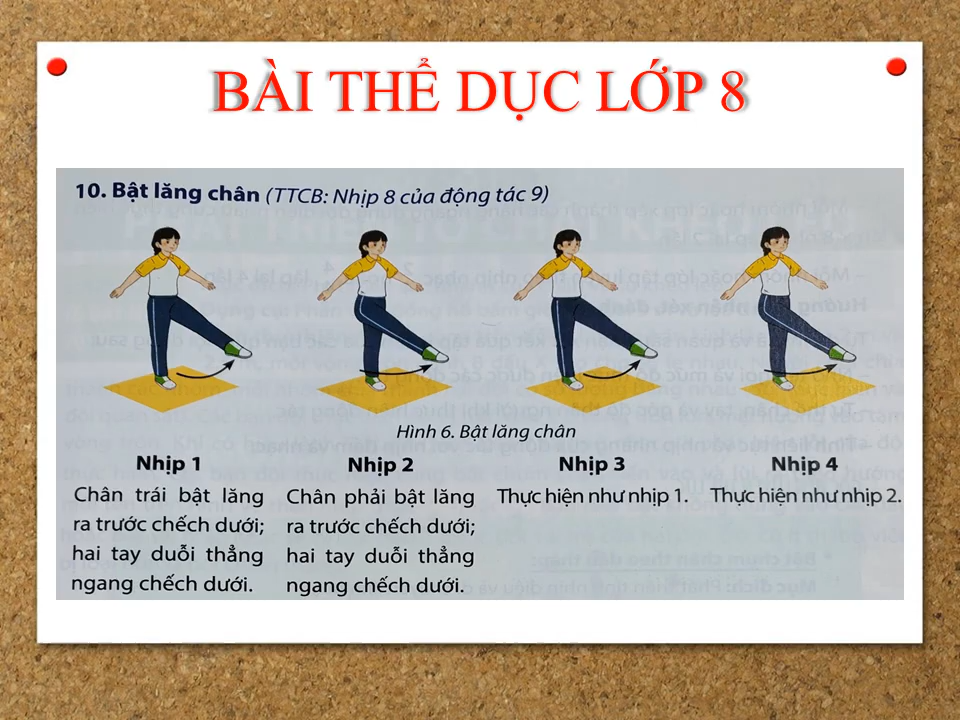 BÀI THỂ DỤC LỚP 8
10. Bật lăng chân (TTCB: Nhịp 8 của động tác 9)
Hình 6. Bật lăng chân
Nhịp 1
Chân trái bật lăng
ra trước chếch dưới;
hai tay duỗi thẳng
ngang chếch dưới.
Nhịp 2
Chân phải bật lăng
ra trước chếch dưới;
hai tay duỗi thẳng
ngang chếch dưới.
Nhịp 3
Thực hiện như nhịp 1.
Nhịp 4
Thực hiện như nhịp 2.